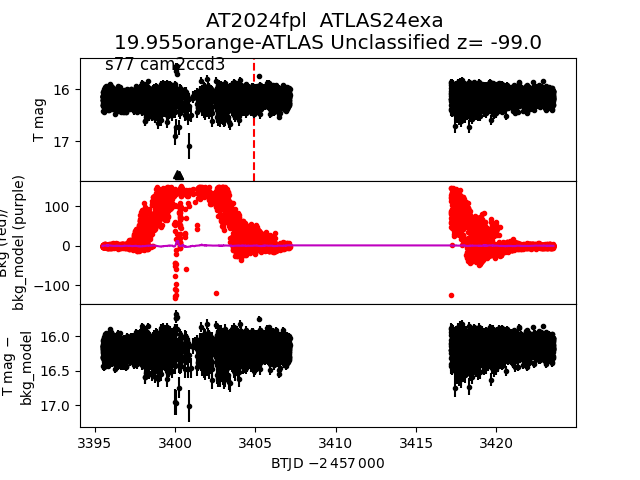 AT2024fpl ATLAS24exa
19.955orange-ATLAS Unclassified z= -99.0
s77 cam2ccd3
16
17
T mag
100
0
−100
Bkg (red)/
bkg_model (purple)
16.0
16.5
17.0
T mag −
bkg_model
3395
3400
3405
3410
3415
3420
BTJD −2 457 000